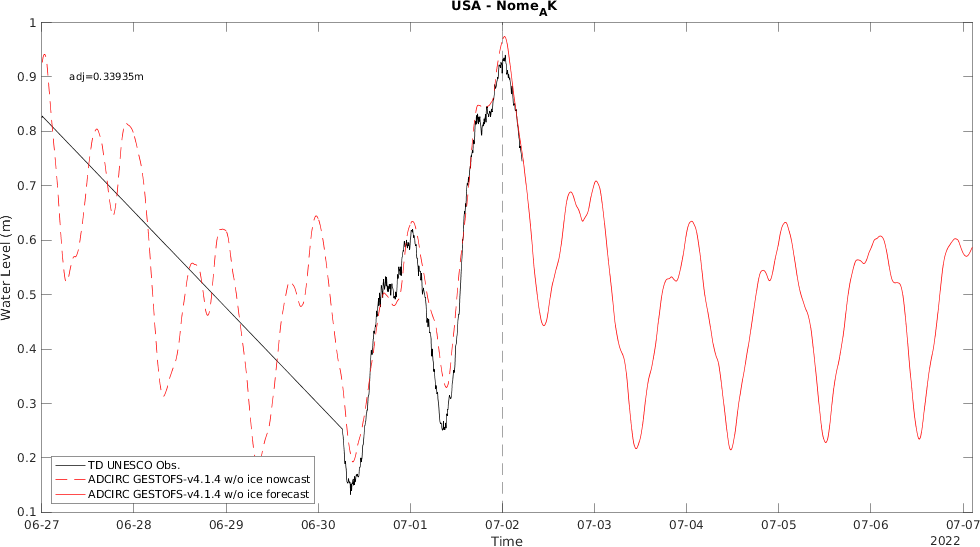 USA - Nome_AK
adj=0.33935m
Water Level (m)
1
0.9
0.8
0.7
0.6
0.5
0.4
0.3
0.2
0.1
TD UNESCO Obs.
ADCIRC GESTOFS-v4.1.4 w/o ice nowcast
ADCIRC GESTOFS-v4.1.4 w/o ice forecast
06-27 06-28 06-29 06-30 07-01 07-02 07-03 07-04 07-05 07-06 07-07
Time
2022